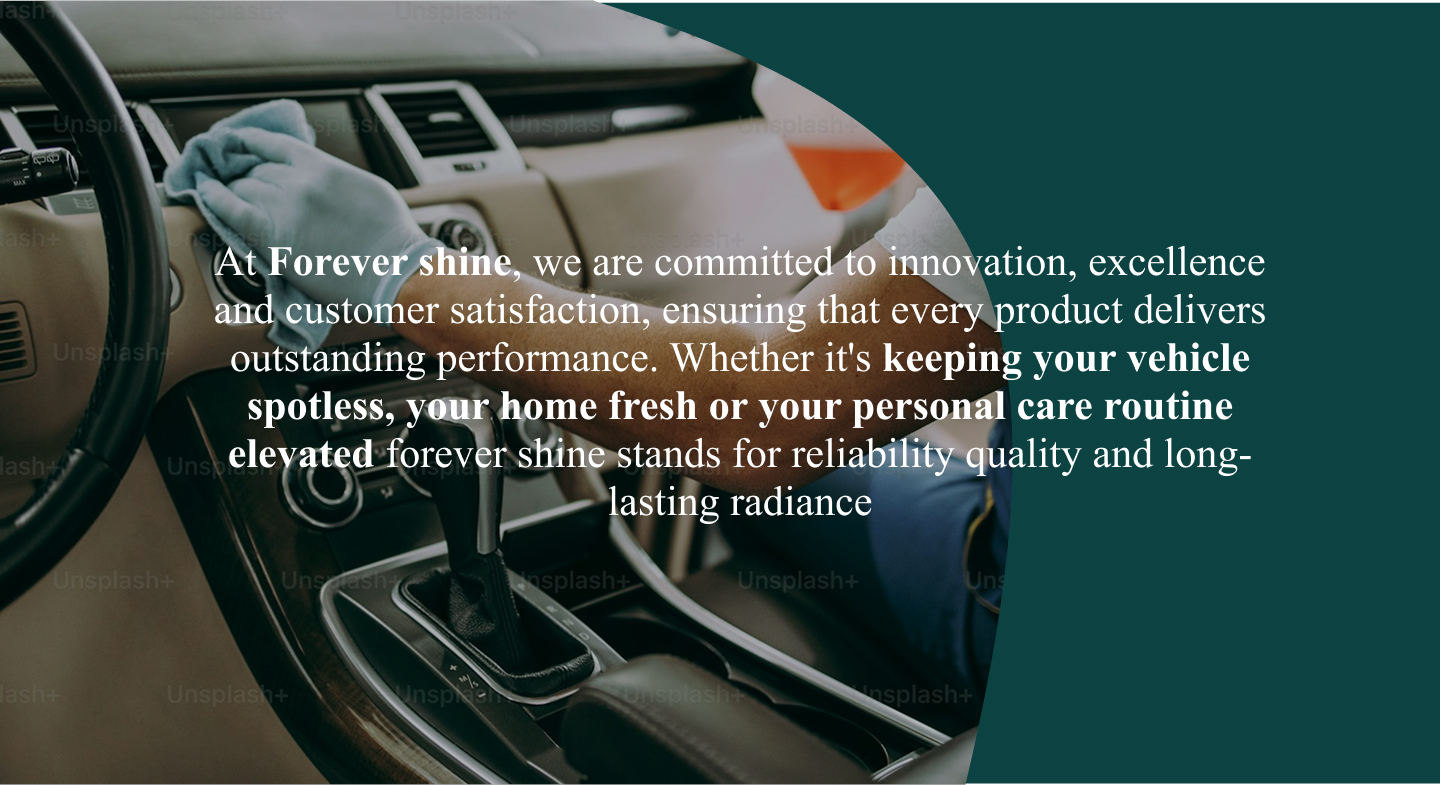 At Forever shine, we are committed to innovation, excellence
and customer satisfaction, ensuring that every product delivers
outstanding performance. Whether it's keeping your vehicle
spotless, your home fresh or your personal care routine
elevated forever shine stands for reliability quality and long-
lasting radiance
Unsplash+
MAX